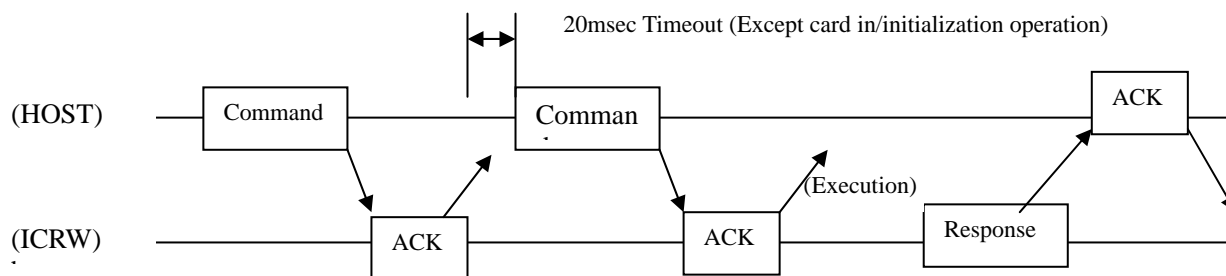 20msec Timeout (Except card in/initialization operation)
(HOST)
Command
Comman
ACK
(Execution)
(ICRW)
ACK
ACK
Response